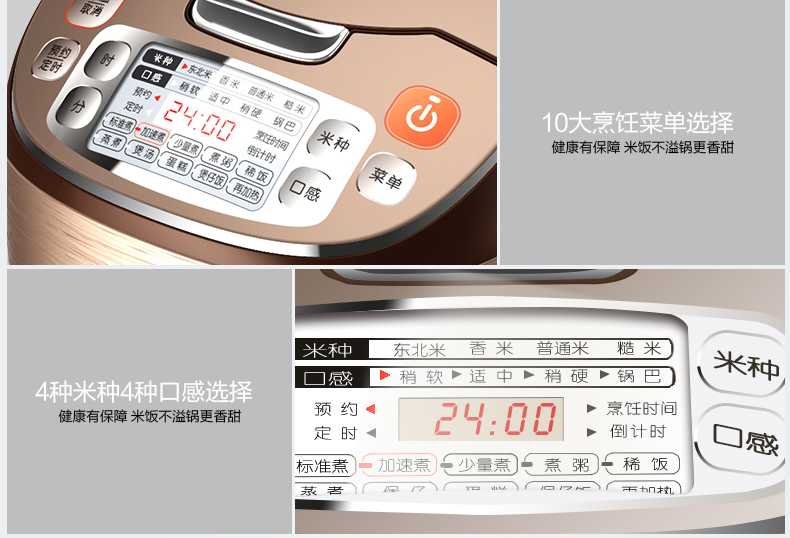 取消
预约
定时
时
分
米种 东北米 香米 普通米 糙米
口感 稍软 适中 稍硬 锅巴
预约
定时
24:00
烹饪时间
倒计时
标准煮 加速煮 少量煮 煮粥 稀饭
蒸煮 煲汤 蛋糕 煲仔饭 再加热
米种
口感
菜单
10大烹饪菜单选择
健康有保障 米饭不溢锅更香甜
4种米种4种口感选择
健康有保障 米饭不溢锅更香甜
米种 东北米 香米 普通米 糙米
口感 稍软 适中 稍硬 锅巴
预约 24:00 烹饪时间
定时 倒计时
标准煮 加速煮 少量煮 煮粥 稀饭
蒸煮 煲仔饭 再加热
米种
口感